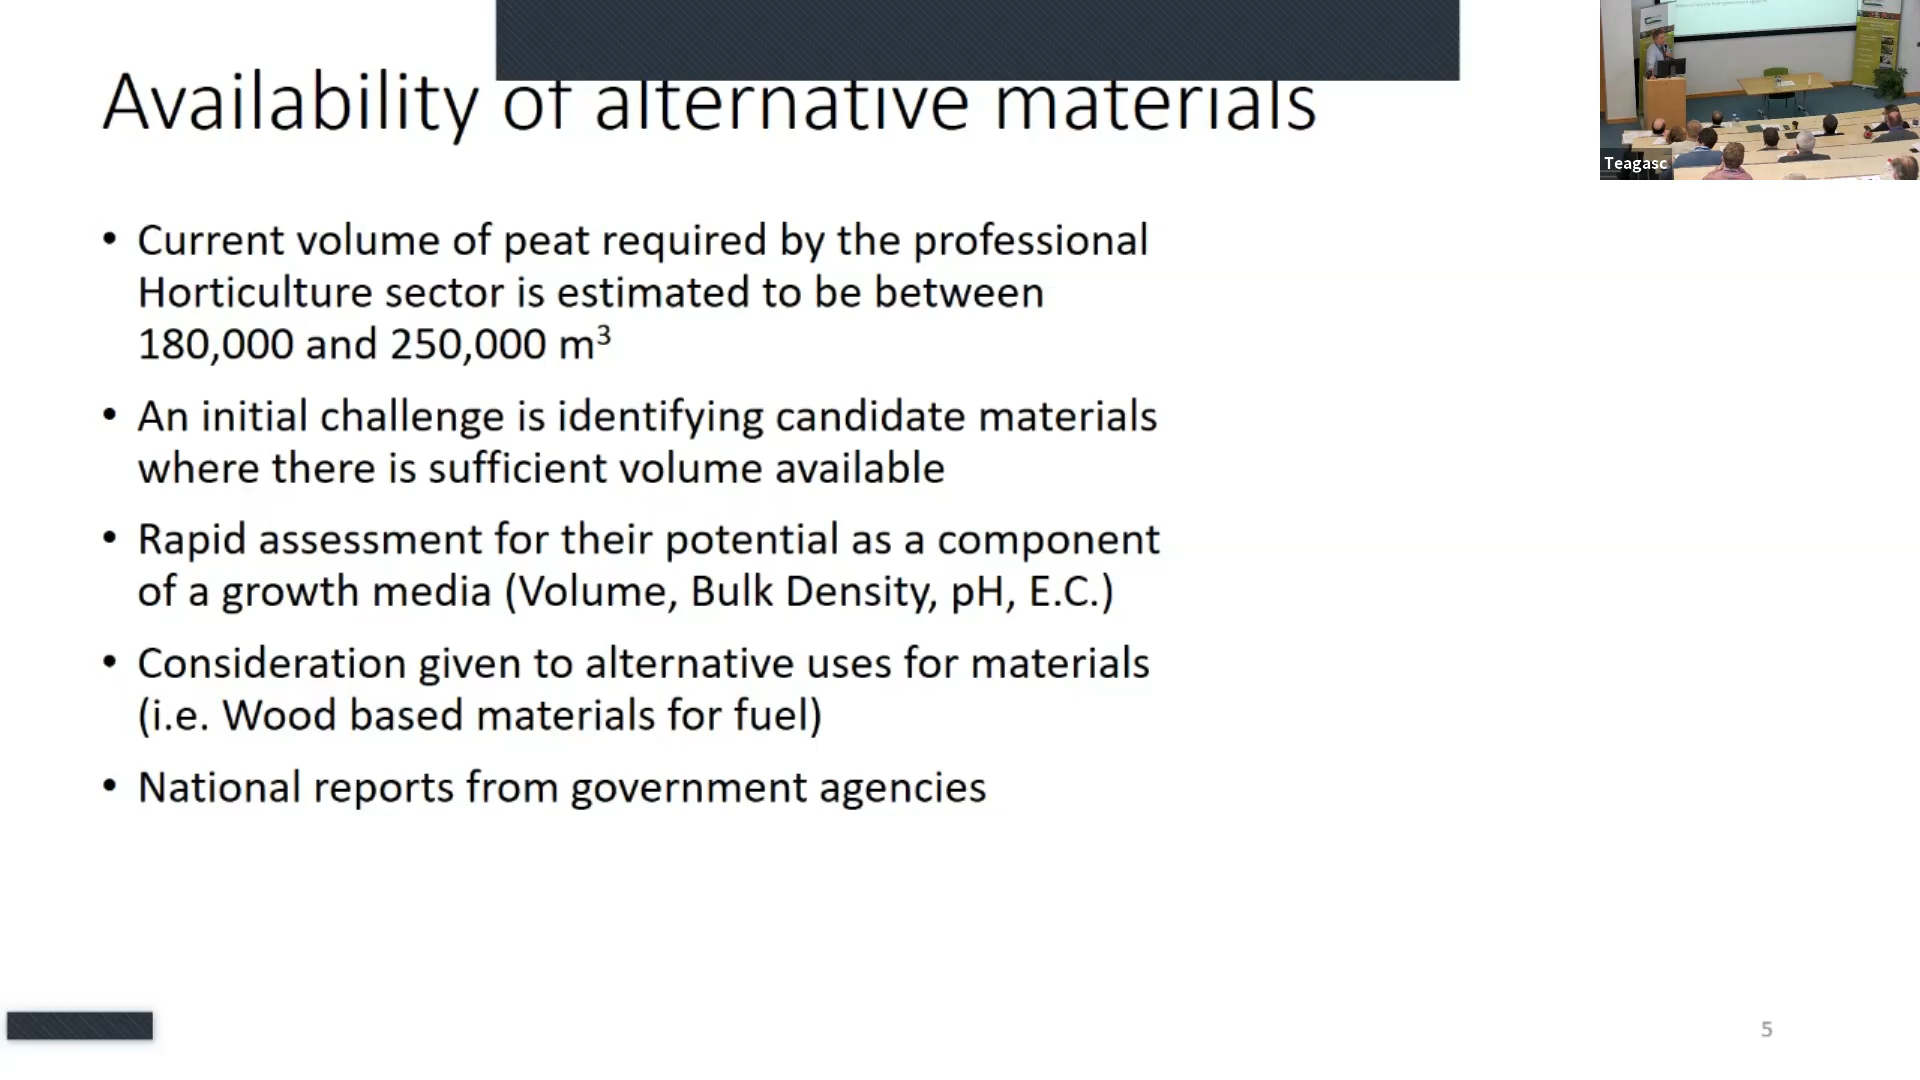 Availability of alternative materials
Teagasc
• Current volume of peat required by the professional
Horticulture sector is estimated to be between
180,000 and 250,000 m³
• An initial challenge is identifying candidate materials
where there is sufficient volume available
• Rapid assessment for their potential as a component
of a growth media (Volume, Bulk Density, pH, E.C.)
• Consideration given to alternative uses for materials
(i.e. Wood based materials for fuel)
• National reports from government agencies
5